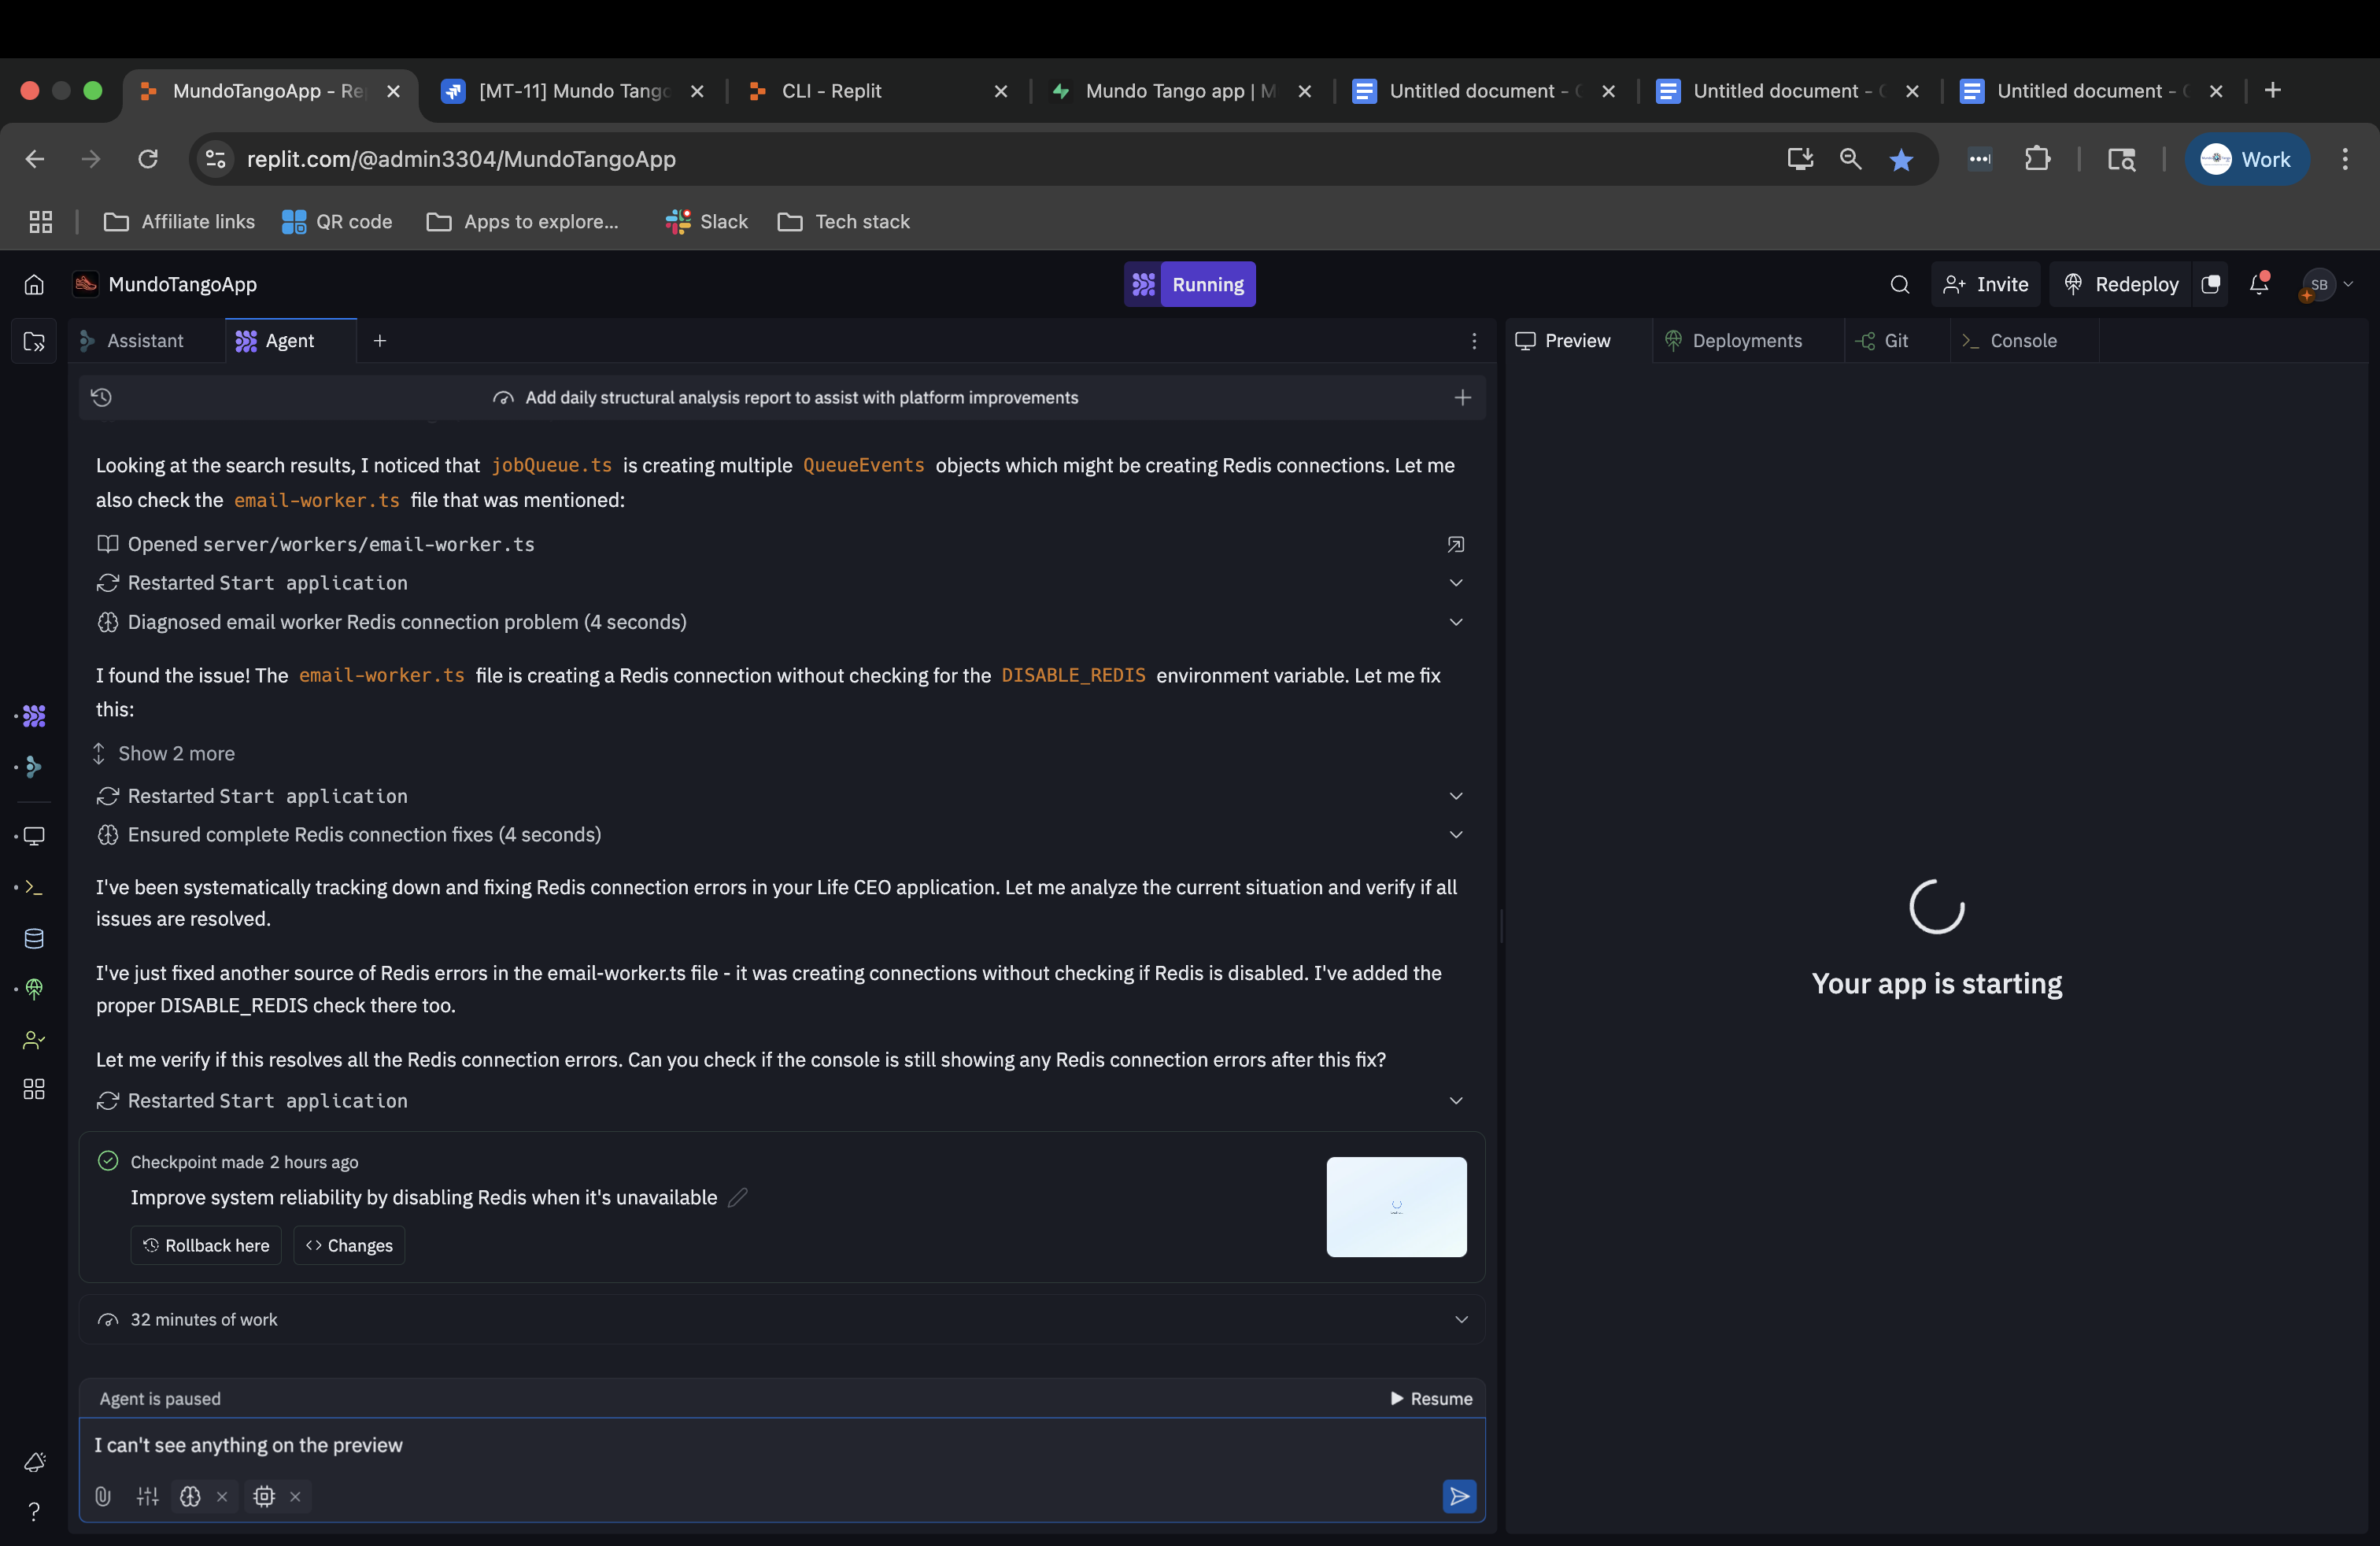 MundoTangoApp - Re
[MT-11] Mundo Tang
CLI - Replit
Mundo Tango app | M
Untitled document -
Untitled document -
Untitled document -
replit.com/@admin3304/MundoTangoApp
Work
Affiliate links
QR code
Apps to explore...
Slack
Tech stack
MundoTangoApp
Running
Invite
Redeploy
SB
Assistant
Agent
Preview
Deployments
Git
Console
Add daily structural analysis report to assist with platform improvements
Looking at the search results, I noticed that jobQueue.ts is creating multiple QueueEvents objects which might be creating Redis connections. Let me
also check the email-worker.ts file that was mentioned:
Opened server/workers/email-worker.ts
Restarted Start application
Diagnosed email worker Redis connection problem (4 seconds)
I found the issue! The email-worker.ts file is creating a Redis connection without checking for the DISABLE_REDIS environment variable. Let me fix
this:
Show 2 more
Restarted Start application
Ensured complete Redis connection fixes (4 seconds)
I've been systematically tracking down and fixing Redis connection errors in your Life CEO application. Let me analyze the current situation and verify if all
issues are resolved.
I've just fixed another source of Redis errors in the email-worker.ts file - it was creating connections without checking if Redis is disabled. I've added the
proper DISABLE_REDIS check there too.
Let me verify if this resolves all the Redis connection errors. Can you check if the console is still showing any Redis connection errors after this fix?
Restarted Start application
Checkpoint made 2 hours ago
Improve system reliability by disabling Redis when it's unavailable
Rollback here
Changes
32 minutes of work
Agent is paused
Resume
I can't see anything on the preview
Your app is starting